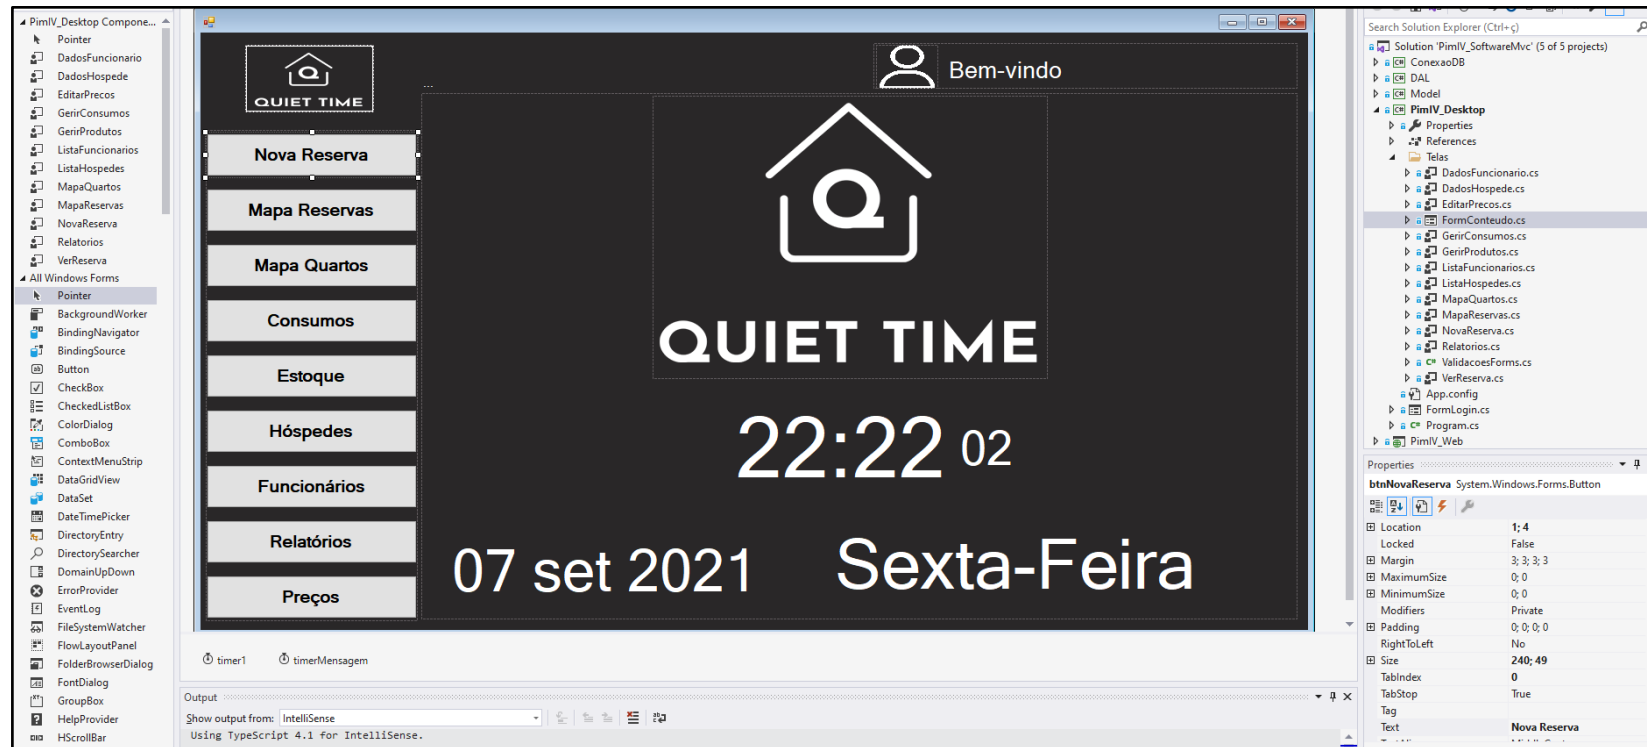 PimIV_Desktop Compone...
Pointer
DadosFuncionario
DadosHospede
EditarPrecos
GerirConsumos
GerirProdutos
ListaFuncionarios
ListaHospedes
MapaQuartos
MapaReservas
NovaReserva
Relatorios
VerReserva
All Windows Forms
Pointer
BackgroundWorker
BindingNavigator
BindingSource
Button
CheckBox
CheckedListBox
ColorDialog
ComboBox
ContextMenuStrip
DataGridView
DataSet
DateTimePicker
DirectoryEntry
DirectorySearcher
DomainUpDown
ErrorProvider
EventLog
FileSystemWatcher
FlowLayoutPanel
FolderBrowserDialog
FontDialog
GroupBox
HelpProvider
HScrollBar
QUIET TIME
...
Bem-vindo
Nova Reserva
Mapa Reservas
Mapa Quartos
Consumos
Estoque
Hóspedes
Funcionários
Relatórios
Preços
QUIET TIME
22:22 02
07 set 2021
Sexta-Feira
timer1
timerMensagem
Output
Show output from: IntelliSense
Using TypeScript 4.1 for IntelliSense.
Search Solution Explorer (Ctrl+ç)
Solution 'PimIV_SoftwareMvc' (5 of 5 projects)
ConexaoDB
DAL
Model
PimIV_Desktop
Properties
References
Telas
DadosFuncionario.cs
DadosHospede.cs
EditarPrecos.cs
FormConteudo.cs
GerirConsumos.cs
GerirProdutos.cs
ListaFuncionarios.cs
ListaHospedes.cs
MapaQuartos.cs
MapaReservas.cs
NovaReserva.cs
Relatorios.cs
ValidacoesForms.cs
VerReserva.cs
App.config
FormLogin.cs
Program.cs
PimIV_Web
Properties
btnNovaReserva System.Windows.Forms.Button
Location 1; 4
Locked False
Margin 3; 3; 3; 3
MaximumSize 0; 0
MinimumSize 0; 0
Modifiers Private
Padding 0; 0; 0; 0
RightToLeft No
Size 240; 49
TabIndex 0
TabStop True
Tag
Text Nova Reserva